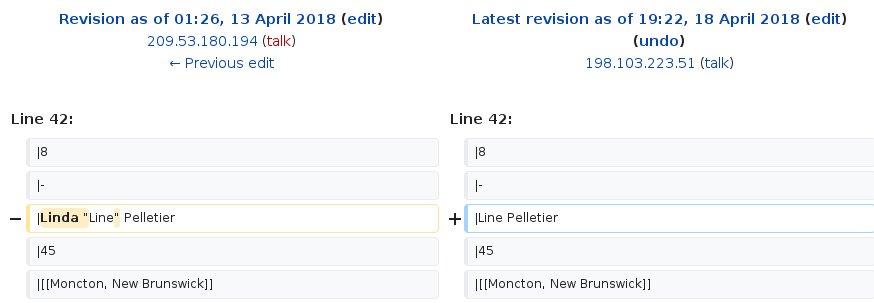 Revision as of 01:26, 13 April 2018 (edit)
209.53.180.194 (talk)
← Previous edit
Latest revision as of 19:22, 18 April 2018 (edit)
(undo)
198.103.223.51 (talk)
Line 42:
Line 42:
|8
|8
|-
|-
− |Linda "Line" Pelletier
+ |Line Pelletier
|45
|45
|[[Moncton, New Brunswick]]
|[[Moncton, New Brunswick]]